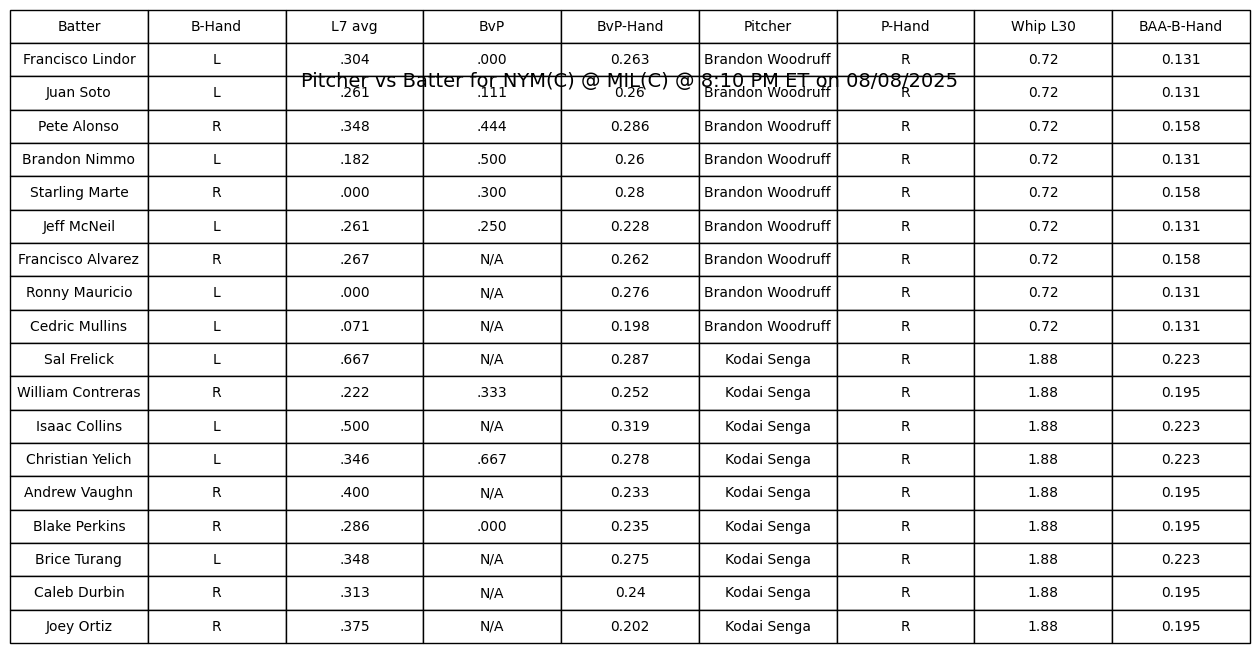 Batter B-Hand L7 avg BvP BvP-Hand Pitcher P-Hand Whip L30 BAA-B-Hand
Francisco Lindor L .304 .000 0.263 Brandon Woodruff R 0.72 0.131
Pitcher vs Batter for NYM(C) @ MIL(C) @ 8:10 PM ET on 08/08/2025
Juan Soto L .261 .111 0.26 Brandon Woodruff R 0.72 0.131
Pete Alonso R .348 .444 0.286 Brandon Woodruff R 0.72 0.158
Brandon Nimmo L .182 .500 0.26 Brandon Woodruff R 0.72 0.131
Starling Marte R .000 .300 0.28 Brandon Woodruff R 0.72 0.158
Jeff McNeil L .261 .250 0.228 Brandon Woodruff R 0.72 0.131
Francisco Alvarez R .267 N/A 0.262 Brandon Woodruff R 0.72 0.158
Ronny Mauricio L .000 N/A 0.276 Brandon Woodruff R 0.72 0.131
Cedric Mullins L .071 N/A 0.198 Brandon Woodruff R 0.72 0.131
Sal Frelick L .667 N/A 0.287 Kodai Senga R 1.88 0.223
William Contreras R .222 .333 0.252 Kodai Senga R 1.88 0.195
Isaac Collins L .500 N/A 0.319 Kodai Senga R 1.88 0.223
Christian Yelich L .346 .667 0.278 Kodai Senga R 1.88 0.223
Andrew Vaughn R .400 N/A 0.233 Kodai Senga R 1.88 0.195
Blake Perkins R .286 .000 0.235 Kodai Senga R 1.88 0.195
Brice Turang L .348 N/A 0.275 Kodai Senga R 1.88 0.223
Caleb Durbin R .313 N/A 0.24 Kodai Senga R 1.88 0.195
Joey Ortiz R .375 N/A 0.202 Kodai Senga R 1.88 0.195